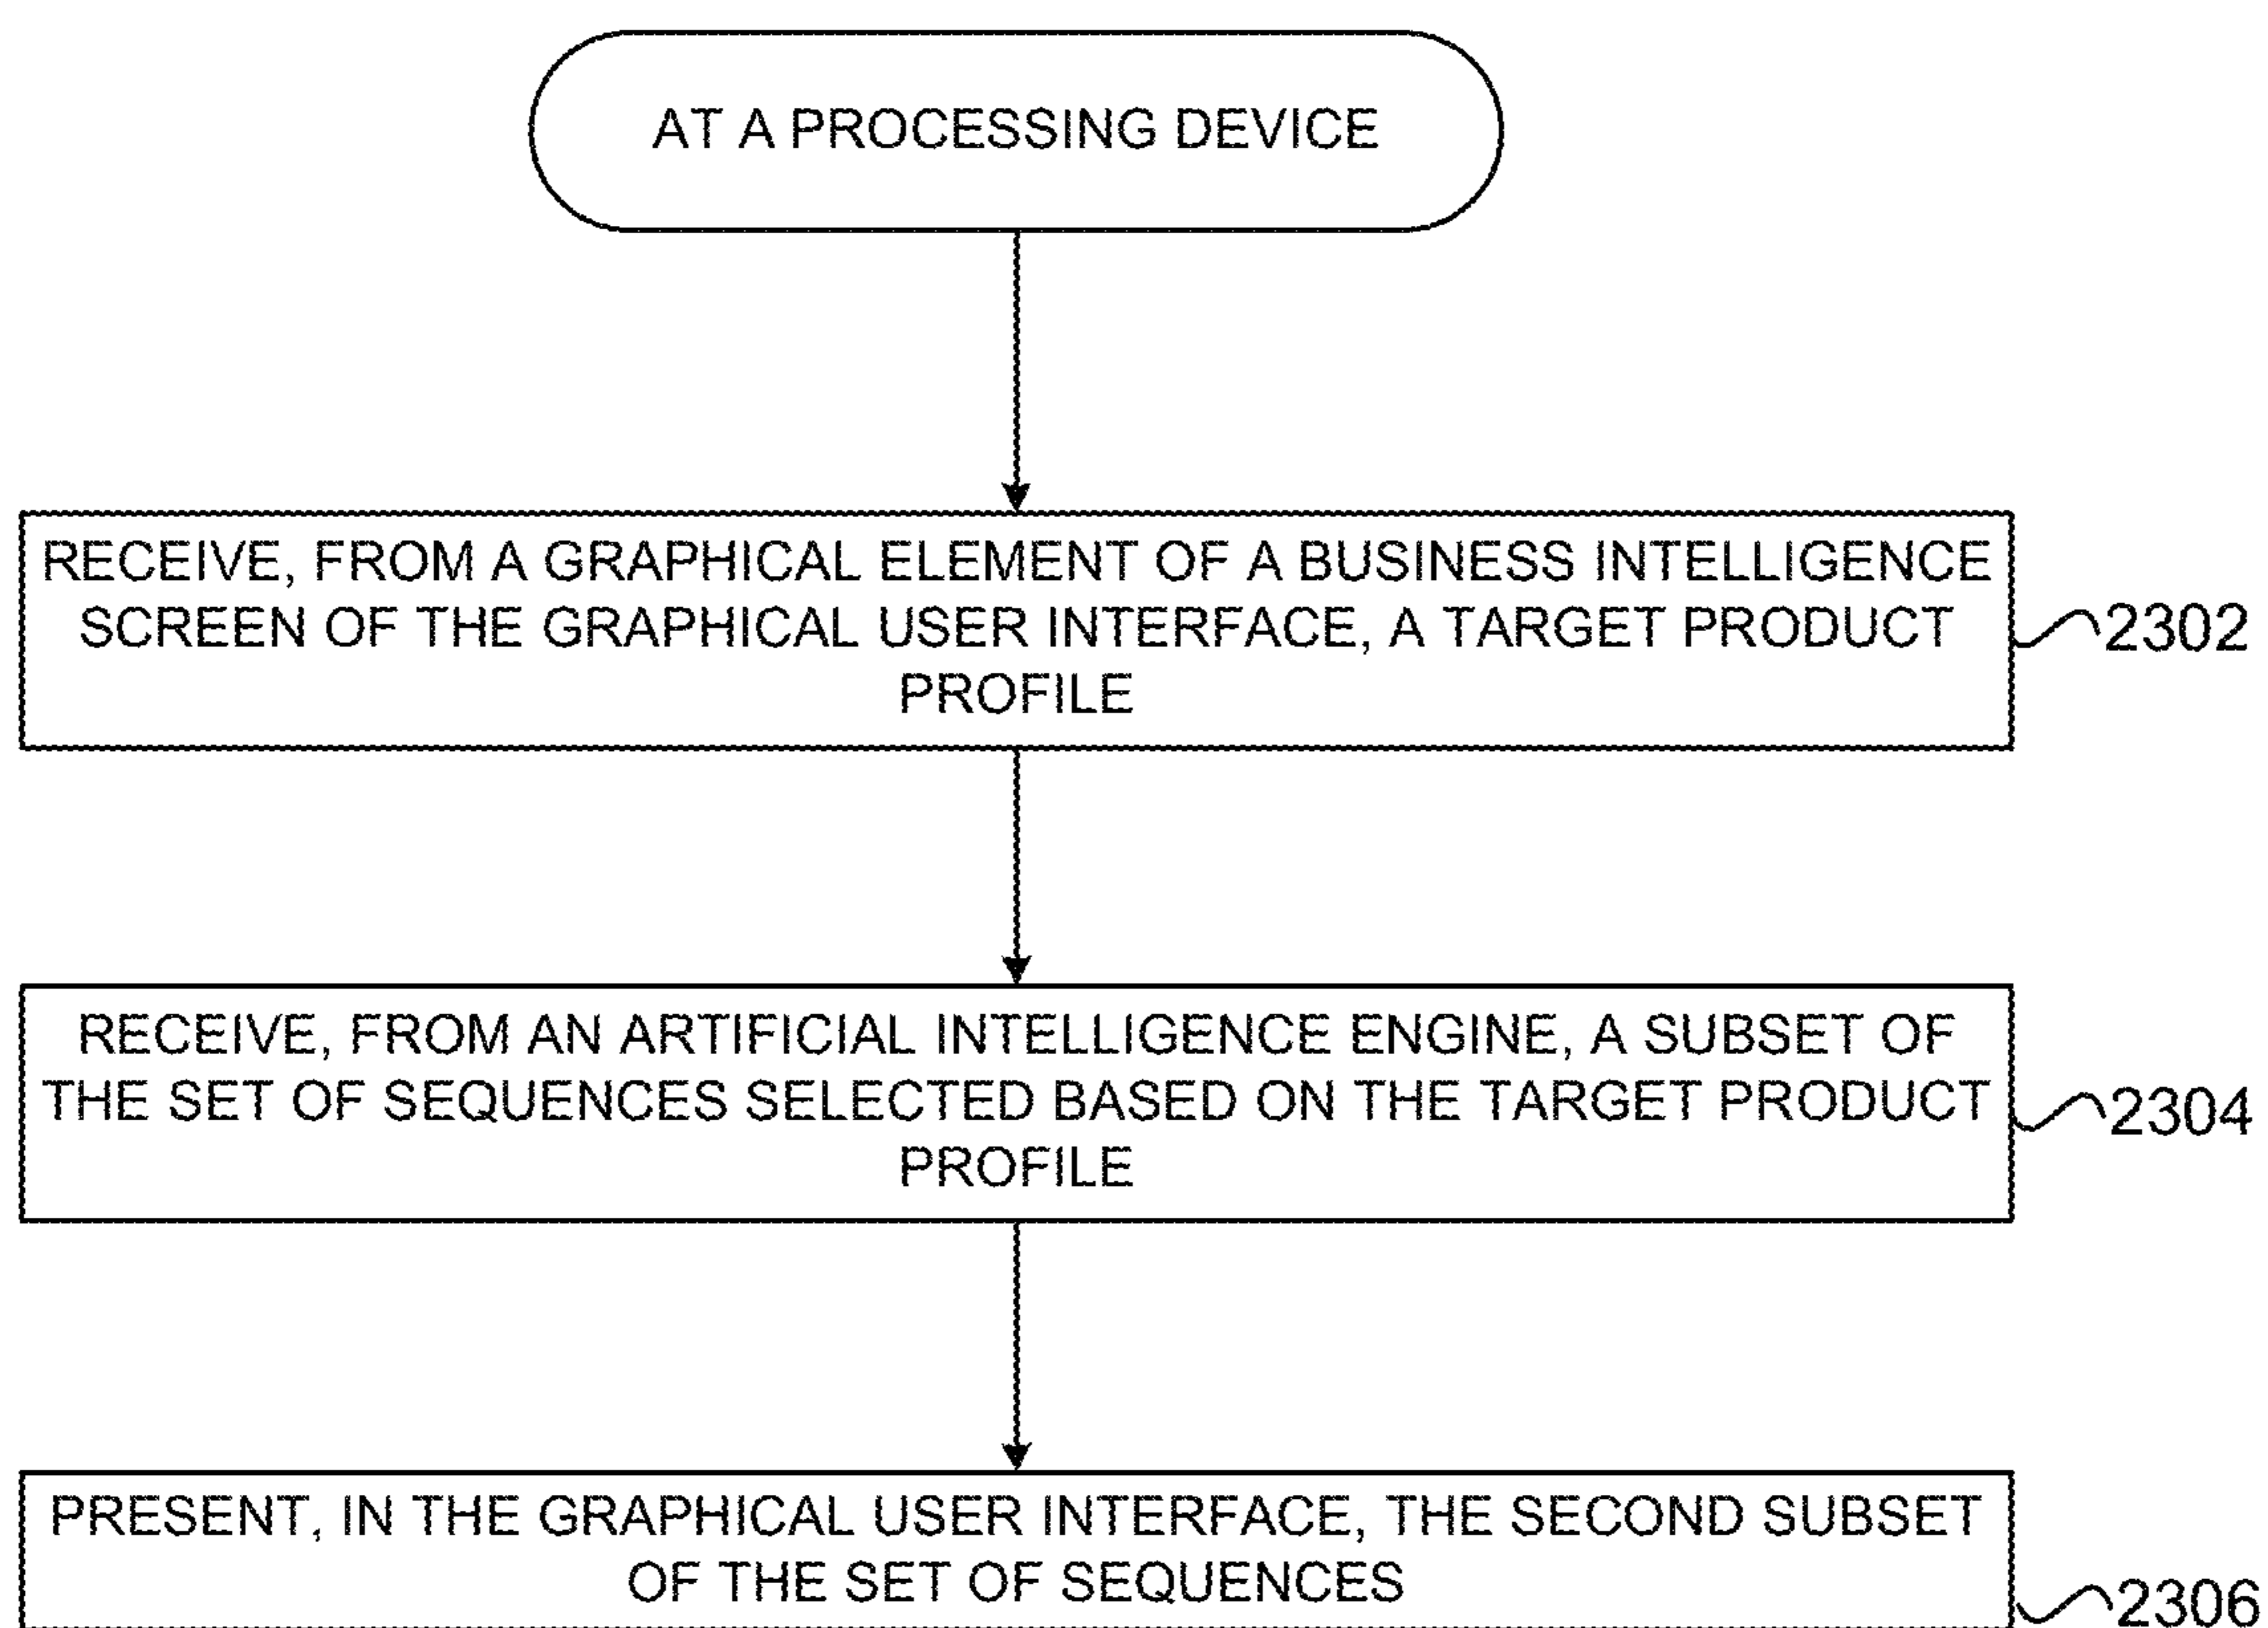 AT A PROCESSING DEVICE
RECEIVE, FROM A GRAPHICAL ELEMENT OF A BUSINESS INTELLIGENCE
SCREEN OF THE GRAPHICAL USER INTERFACE, A TARGET PRODUCT
PROFILE
2302
RECEIVE, FROM AN ARTIFICIAL INTELLIGENCE ENGINE, A SUBSET OF
THE SET OF SEQUENCES SELECTED BASED ON THE TARGET PRODUCT
PROFILE
2304
PRESENT, IN THE GRAPHICAL USER INTERFACE, THE SECOND SUBSET
OF THE SET OF SEQUENCES
2306